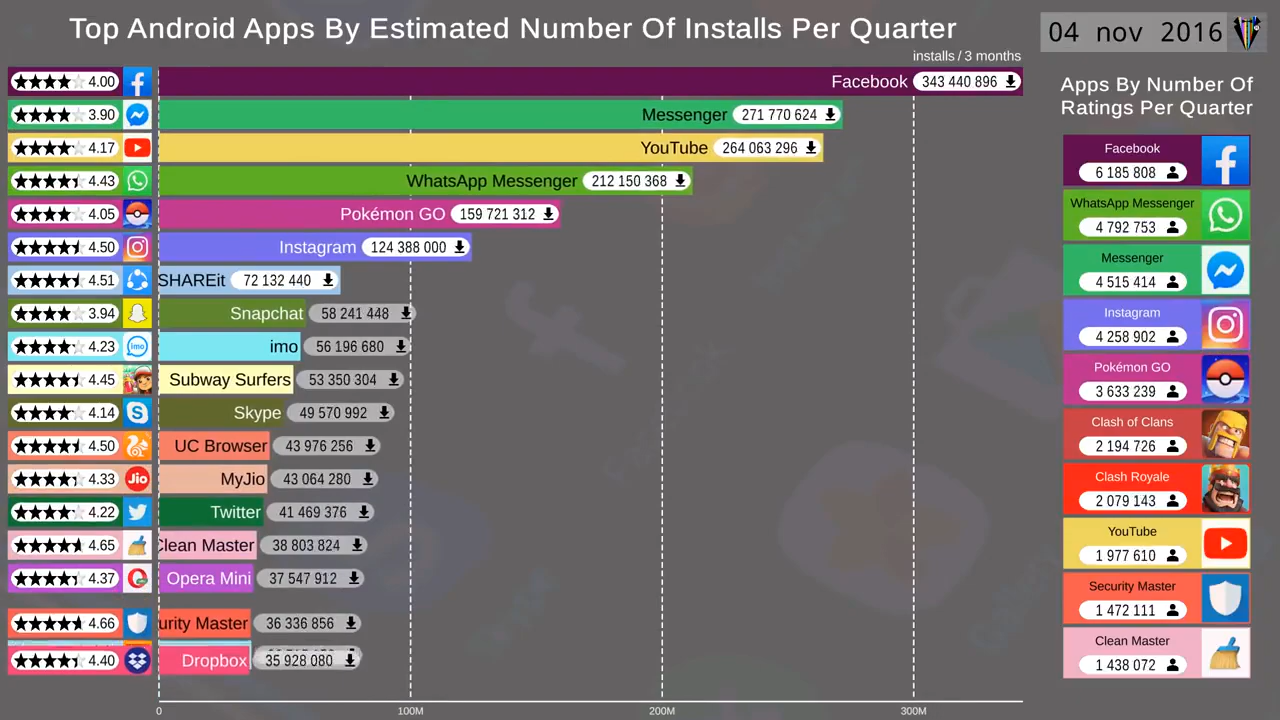 Top Android Apps By Estimated Number Of Installs Per Quarter
04 nov 2016
installs / 3 months
4.00 Facebook 343 440 896
3.90 Messenger 271 770 624
4.17 YouTube 264 063 296
4.43 WhatsApp Messenger 212 150 368
4.05 Pokémon GO 159 721 312
4.50 Instagram 124 388 000
4.51 SHAREit 72 132 440
3.94 Snapchat 58 241 448
4.23 imo imo 56 196 680
4.45 Subway Surfers 53 350 304
4.14 Skype 49 570 992
4.50 UC Browser 43 976 256
4.33 Jio MyJio 43 064 280
4.22 Twitter 41 469 376
4.65 Clean Master 38 803 824
4.37 Opera Mini 37 547 912
4.66 urity Master 36 336 856
4.40 Dropbox 35 928 080
0 100M 200M 300M
Apps By Number Of
Ratings Per Quarter
Facebook
6 185 808
WhatsApp Messenger
4 792 753
Messenger
4 515 414
Instagram
4 258 902
Pokémon GO
3 633 239
Clash of Clans
2 194 726
Clash Royale
2 079 143
YouTube
1 977 610
Security Master
1 472 111
Clean Master
1 438 072